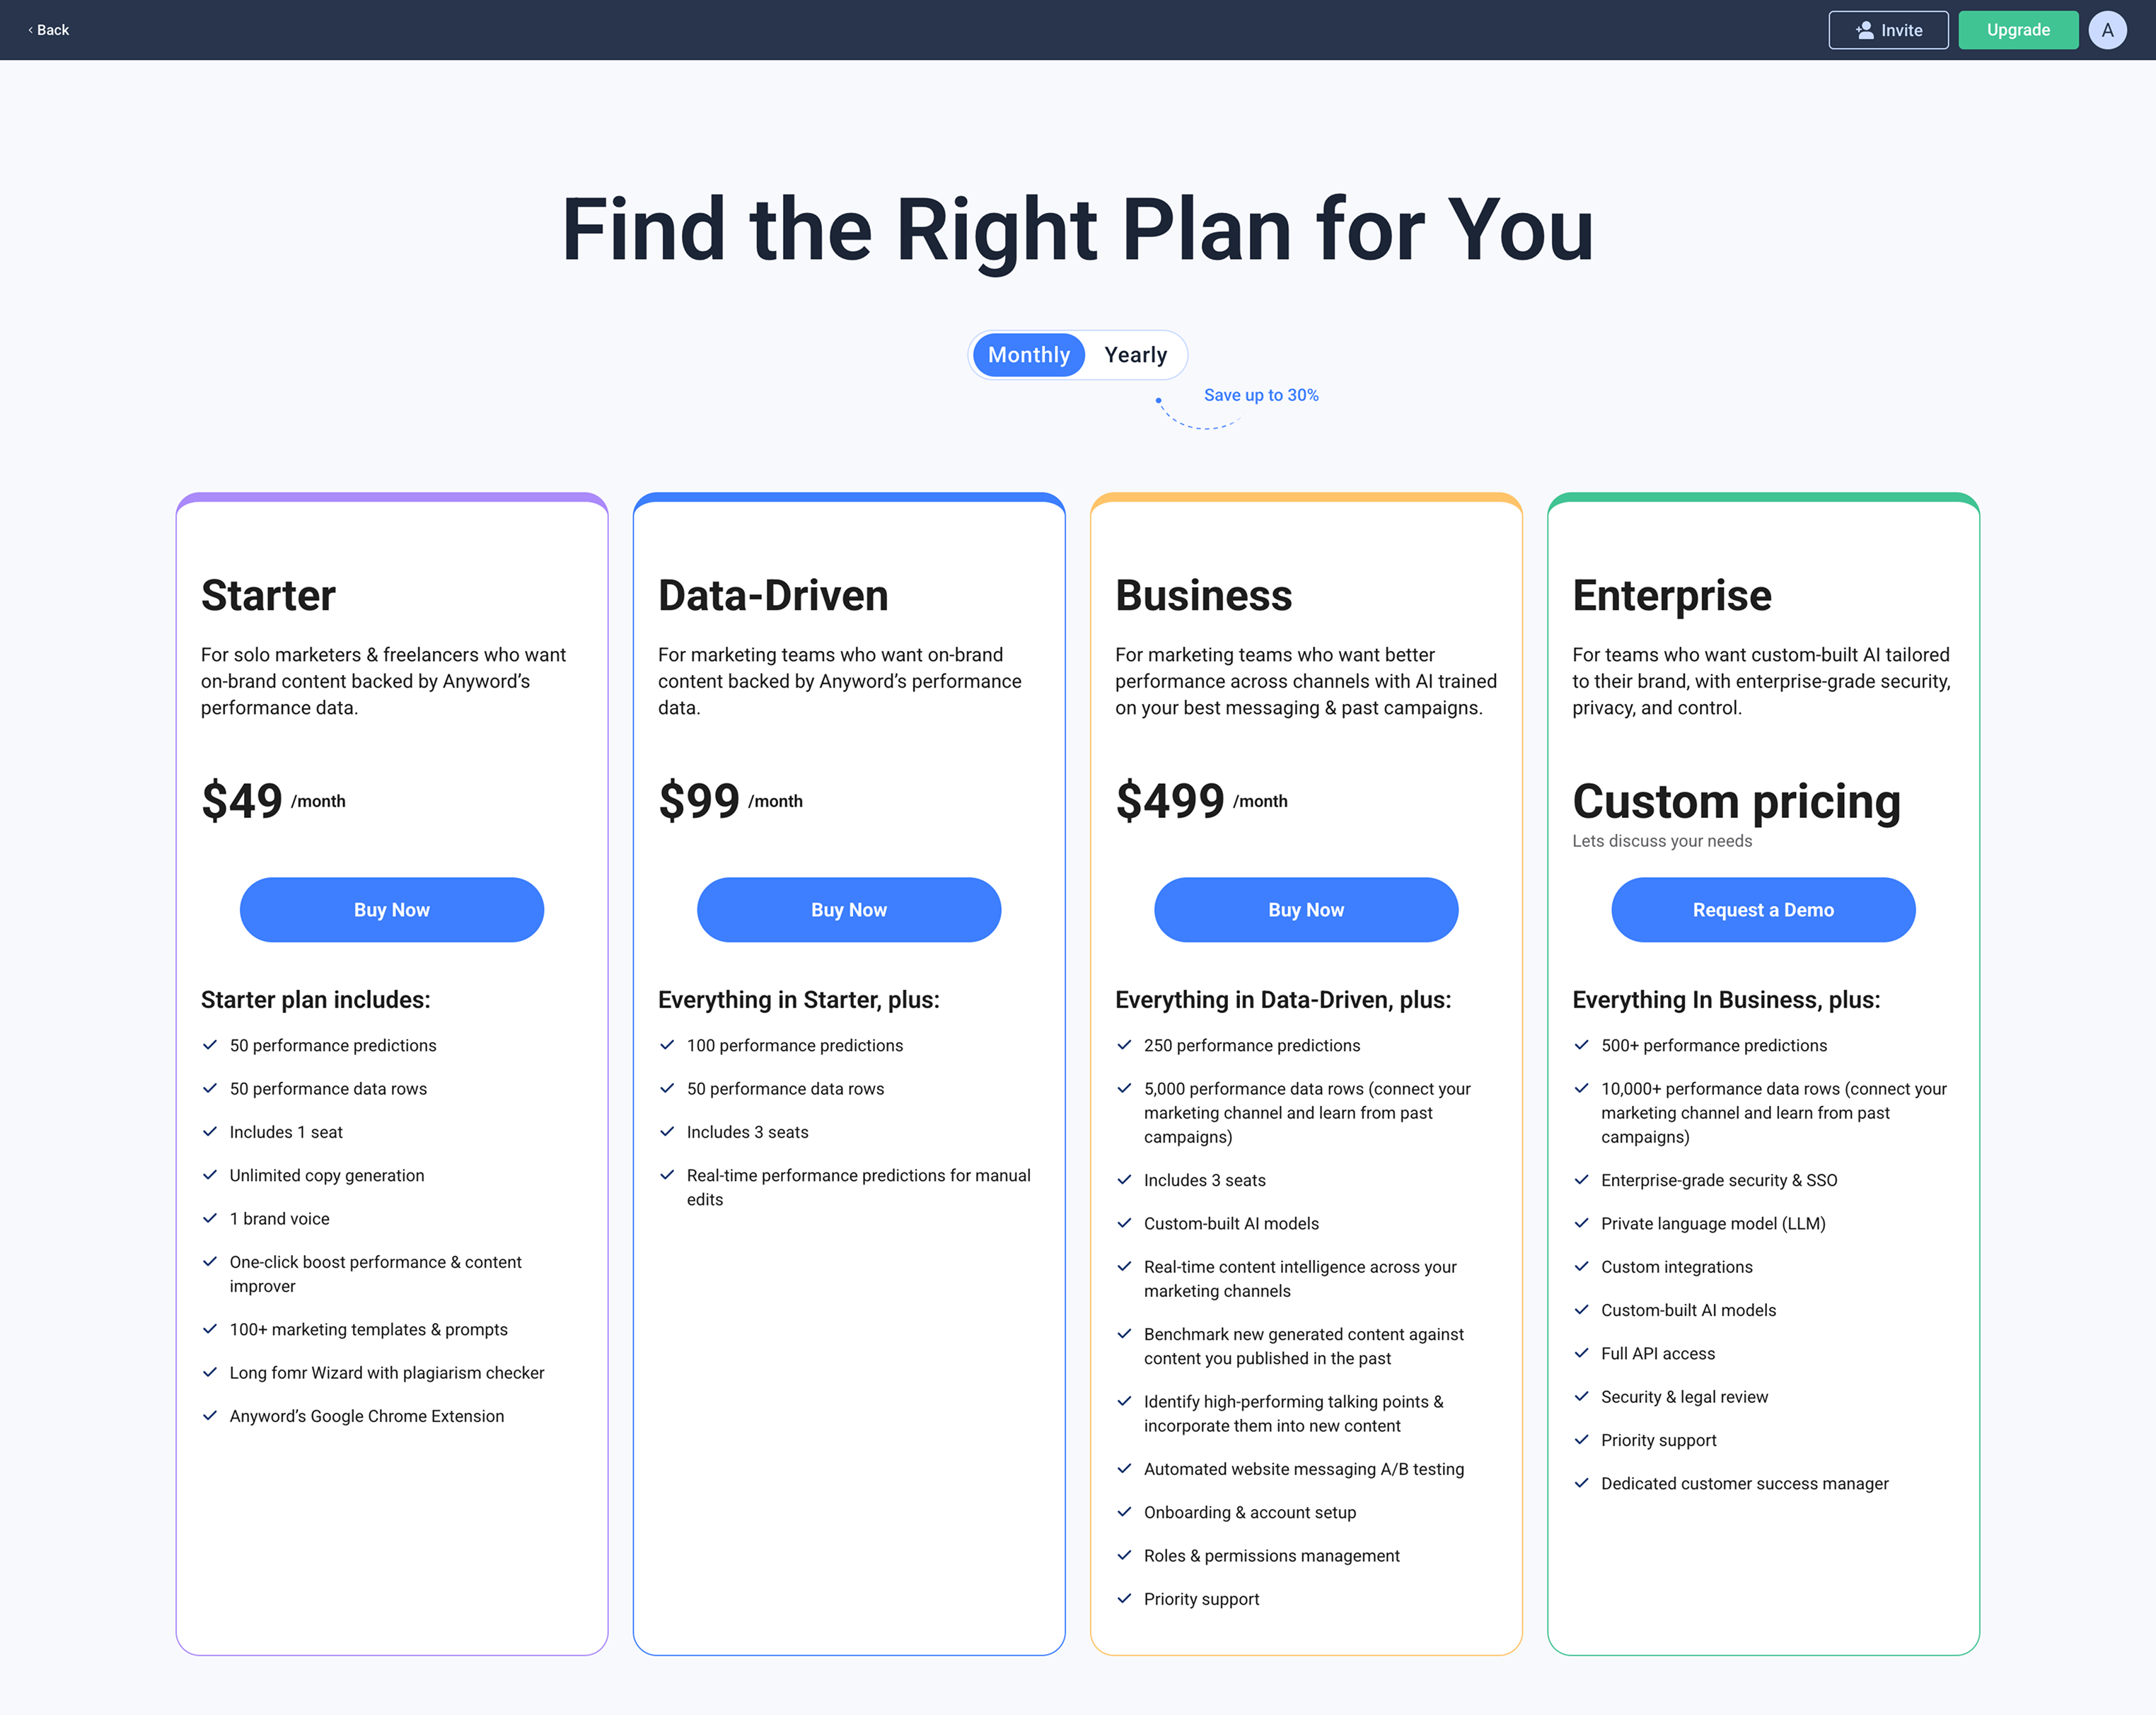 Back
Invite
Upgrade
A
Find the Right Plan for You
Monthly
Yearly
Save up to 30%
Starter
For solo marketers & freelancers who want
on-brand content backed by Anyword’s
performance data.
$49 /month
Buy Now
Starter plan includes:
50 performance predictions
50 performance data rows
Includes 1 seat
Unlimited copy generation
1 brand voice
One-click boost performance & content
improver
100+ marketing templates & prompts
Long fomr Wizard with plagiarism checker
Anyword’s Google Chrome Extension
Data-Driven
For marketing teams who want on-brand
content backed by Anyword’s performance
data.
$99 /month
Buy Now
Everything in Starter, plus:
100 performance predictions
50 performance data rows
Includes 3 seats
Real-time performance predictions for manual
edits
Business
For marketing teams who want better
performance across channels with AI trained
on your best messaging & past campaigns.
$499 /month
Buy Now
Everything in Data-Driven, plus:
250 performance predictions
5,000 performance data rows (connect your
marketing channel and learn from past
campaigns)
Includes 3 seats
Custom-built AI models
Real-time content intelligence across your
marketing channels
Benchmark new generated content against
content you published in the past
Identify high-performing talking points &
incorporate them into new content
Automated website messaging A/B testing
Onboarding & account setup
Roles & permissions management
Priority support
Enterprise
For teams who want custom-built AI tailored
to their brand, with enterprise-grade security,
privacy, and control.
Custom pricing
Lets discuss your needs
Request a Demo
Everything In Business, plus:
500+ performance predictions
10,000+ performance data rows (connect your
marketing channel and learn from past
campaigns)
Enterprise-grade security & SSO
Private language model (LLM)
Custom integrations
Custom-built AI models
Full API access
Security & legal review
Priority support
Dedicated customer success manager